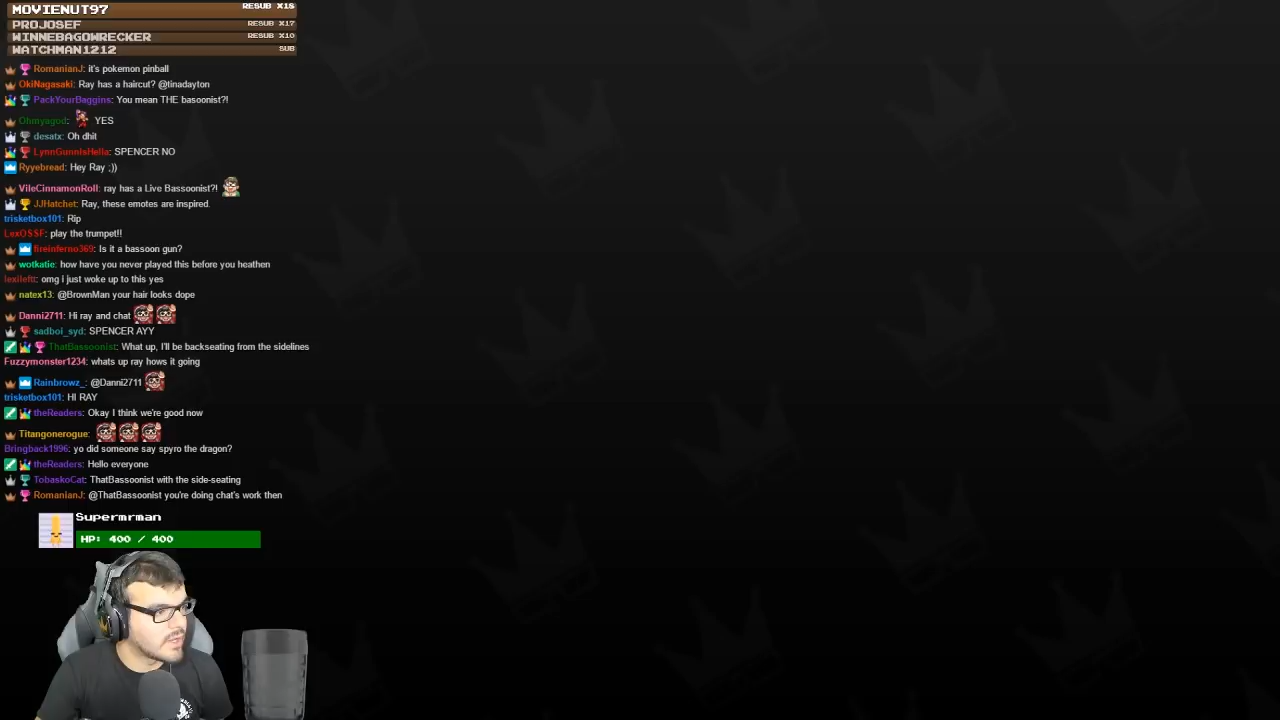 MOVIENUT97 RESUB X18
PROJOSEF RESUB X17
WINNEBAGOWRECKER RESUB X10
WATCHMAN1212 SUB
RomanianJ: it's pokemon pinball
OkiNagasaki: Ray has a haircut? @tinadayton
PackYourBaggins: You mean THE basoonist?!
Ohmyagod: YES
desatx: Oh dhit
LynnGunnIsHella: SPENCER NO
Ryyebread: Hey Ray ;))
VileCinnamonRoll: ray has a Live Bassoonist?!
JJHatchet: Ray, these emotes are inspired.
trisketbox101: Rip
LexOSSF: play the trumpet!!
fireinferno369: Is it a bassoon gun?
wotkatie: how have you never played this before you heathen
lexileftt: omg i just woke up to this yes
natex13: @BrownMan your hair looks dope
Danni2711: Hi ray and chat
sadboi_syd: SPENCER AYY
ThatBassoonist: What up, I'll be backseating from the sidelines
Fuzzymonster1234: whats up ray hows it going
Rainbrowz_: @Danni2711
trisketbox101: HI RAY
theReaders: Okay I think we're good now
Titangonerogue:
Bringback1996: yo did someone say spyro the dragon?
theReaders: Hello everyone
TobaskoCat: ThatBassoonist with the side-seating
RomanianJ: @ThatBassoonist you're doing chat's work then
Supermrman
HP: 400 / 400